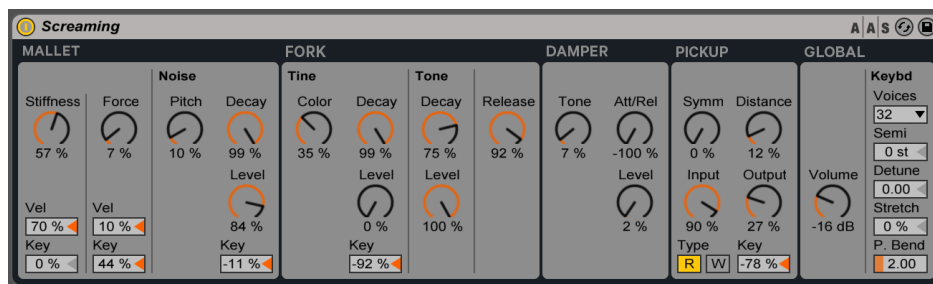 Screaming
A A S
MALLET FORK DAMPER PICKUP GLOBAL
Noise Tine Tone Keybd
Stiffness Force Pitch Decay Color Decay Decay Release Tone Att/Rel Symm Distance Voices
32
57 % 7 % 10 % 99 % 35 % 99 % 75 % 92 % 7 % -100 % 0 % 12 % Semi
0 st
Level Level Level Level Input Output Volume Detune
0.00
Vel Vel 84 % 0 % 100 % 2 % 90 % 27 % -16 dB Stretch
70 % 10 % 0 %
Key Key Key Key Type Key P. Bend
0 % 44 % -11 % -92 % R W -78 % 2.00